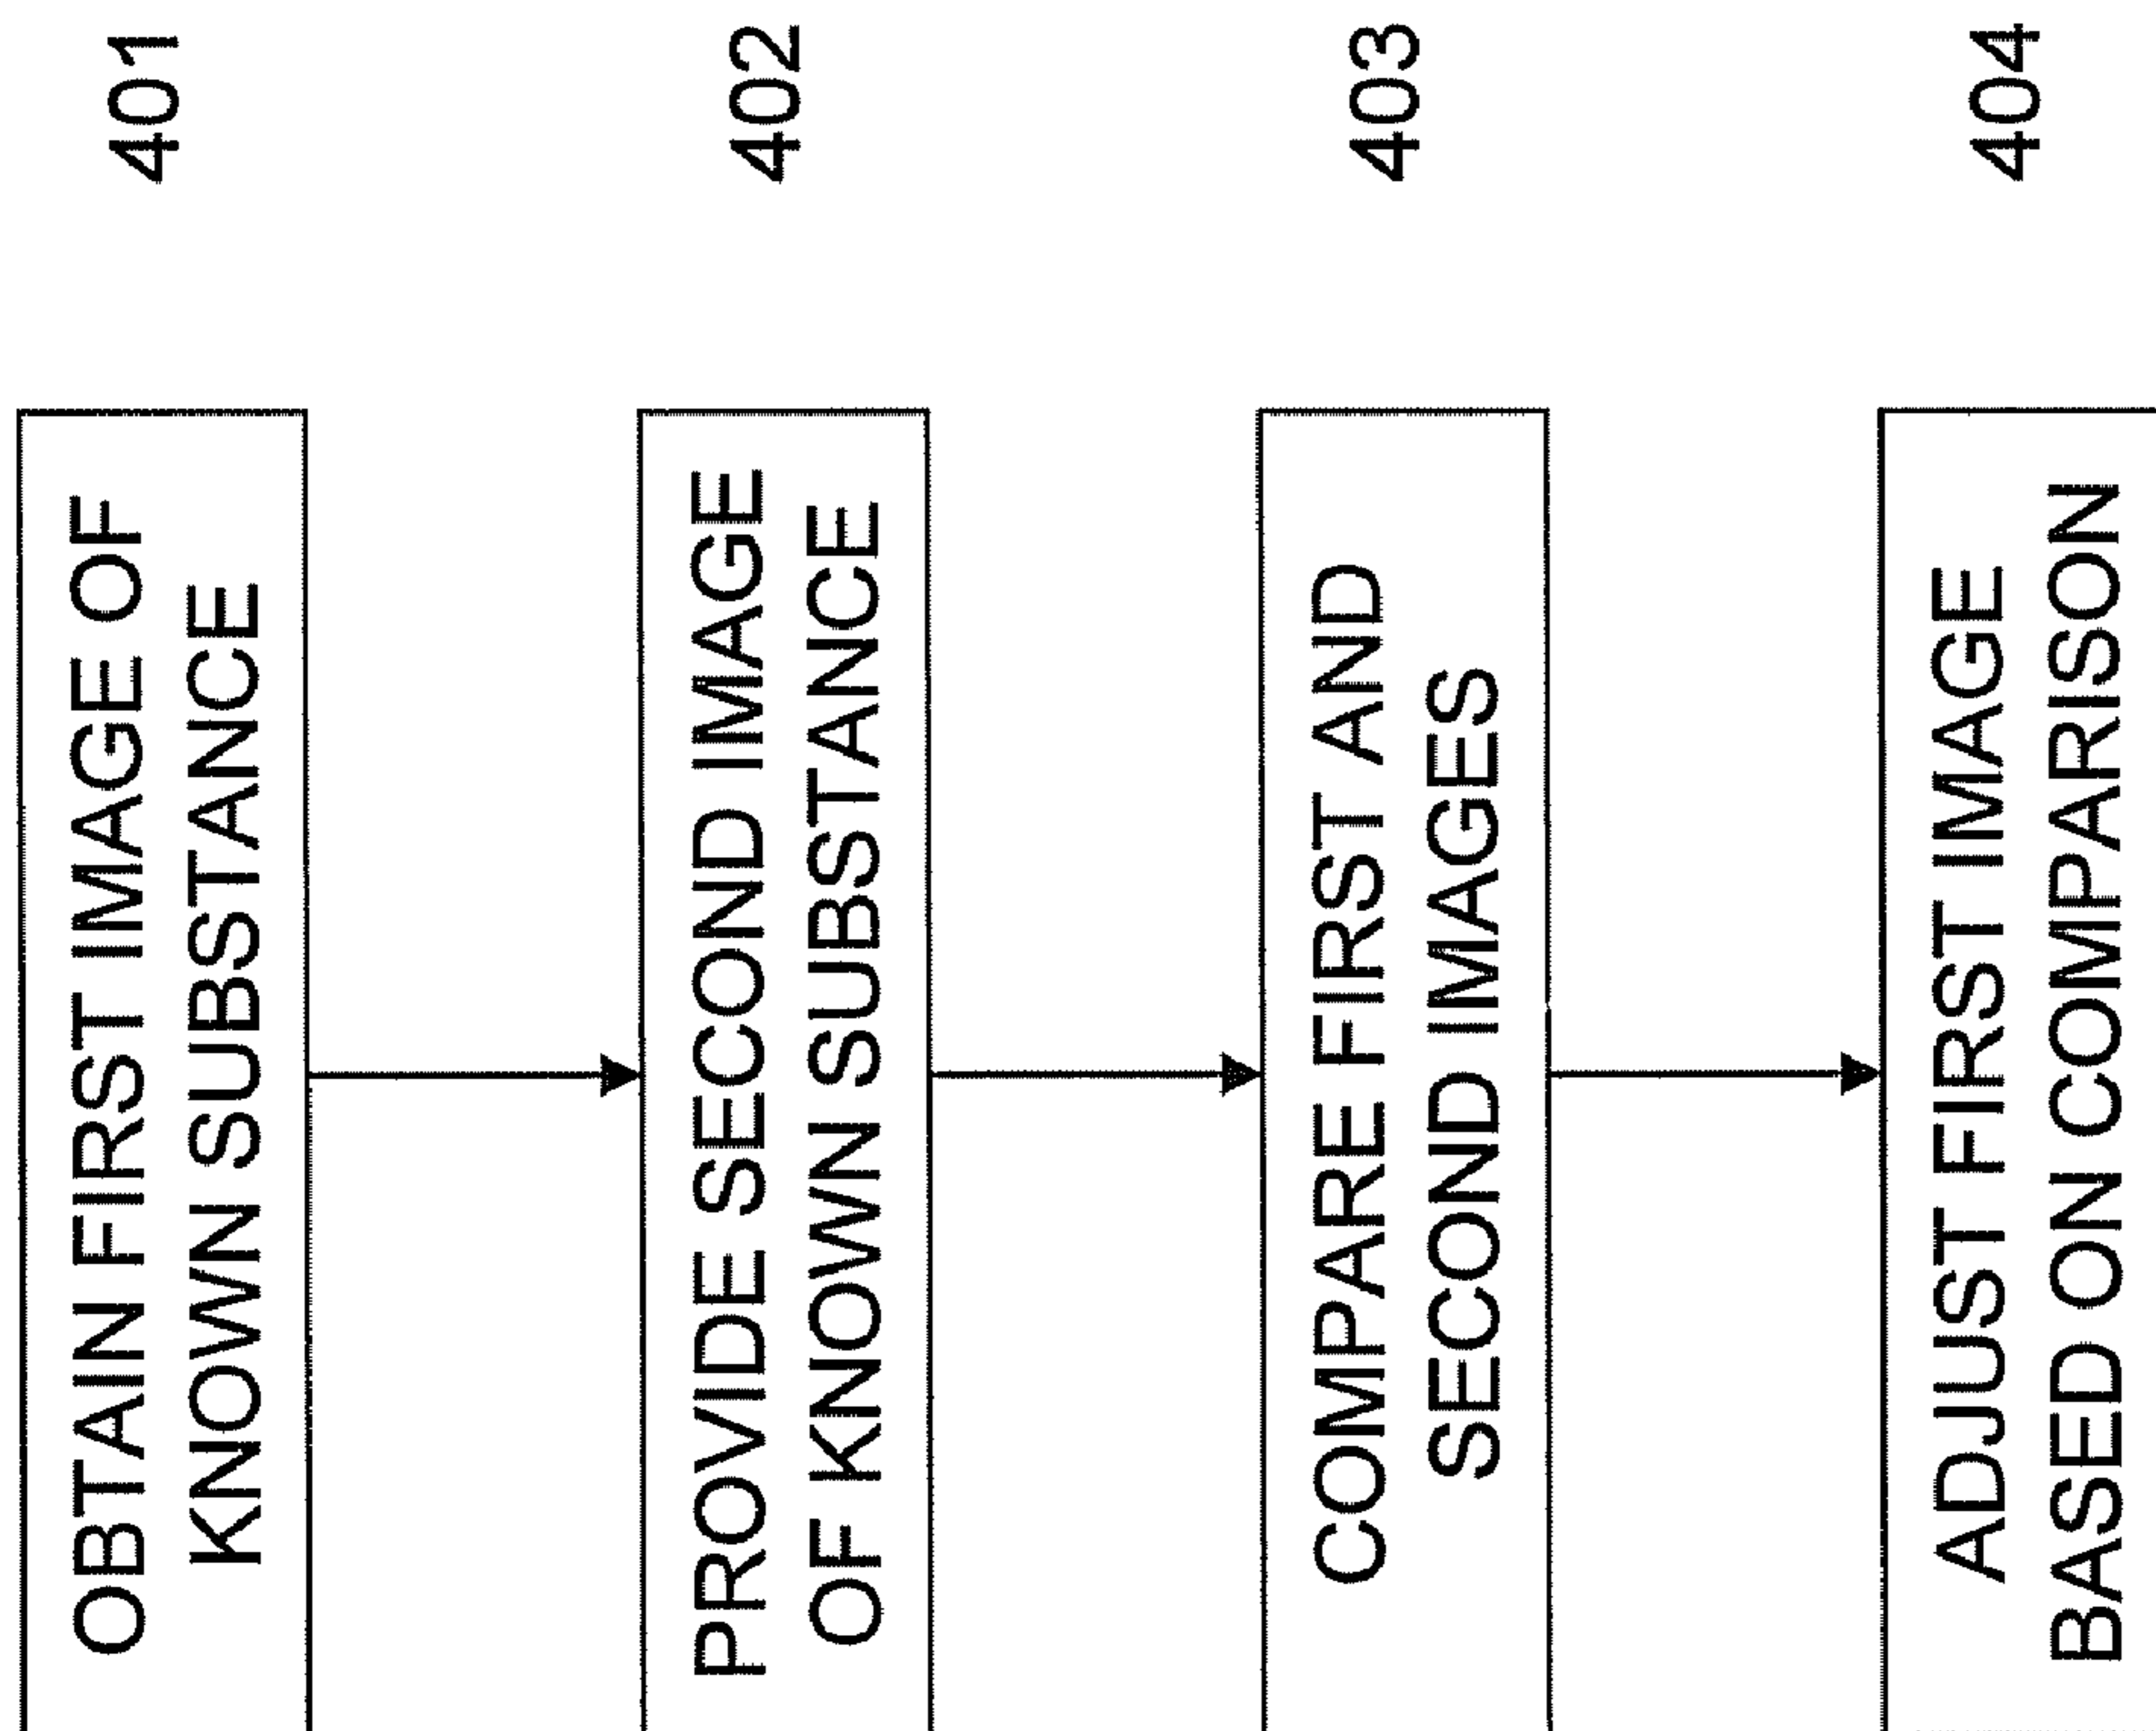 OBTAIN FIRST IMAGE OF
KNOWN SUBSTANCE
401
PROVIDE SECOND IMAGE
OF KNOWN SUBSTANCE
402
COMPARE FIRST AND
SECOND IMAGES
403
ADJUST FIRST IMAGE
BASED ON COMPARISON
404